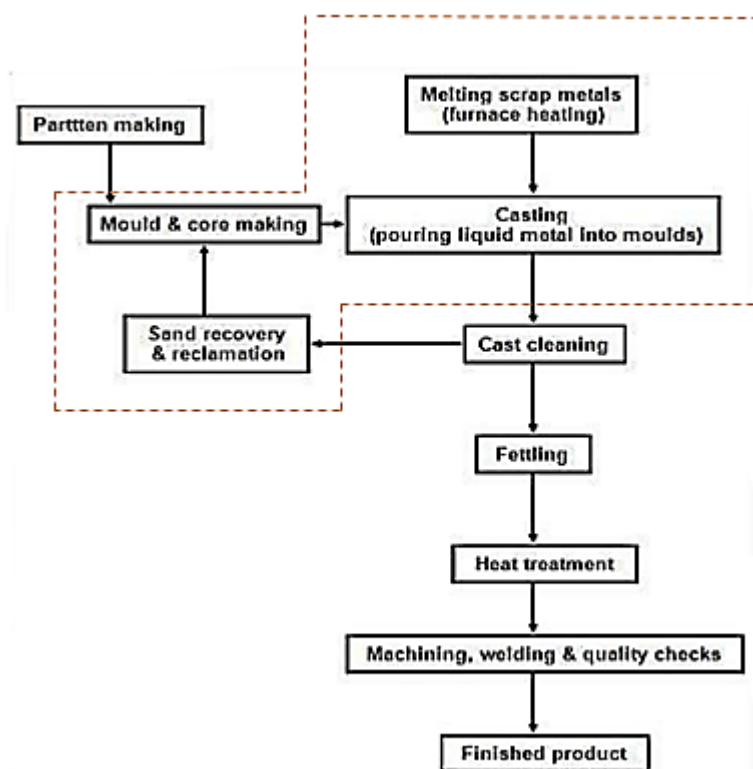 Melting scrap metals
(furnace heating)
Parttten making
Mould & core making
Casting
(pouring liquid metal into moulds)
Sand recovery
& reclamation
Cast cleaning
Fettling
Heat treatment
Machining, welding & quality checks
Finished product